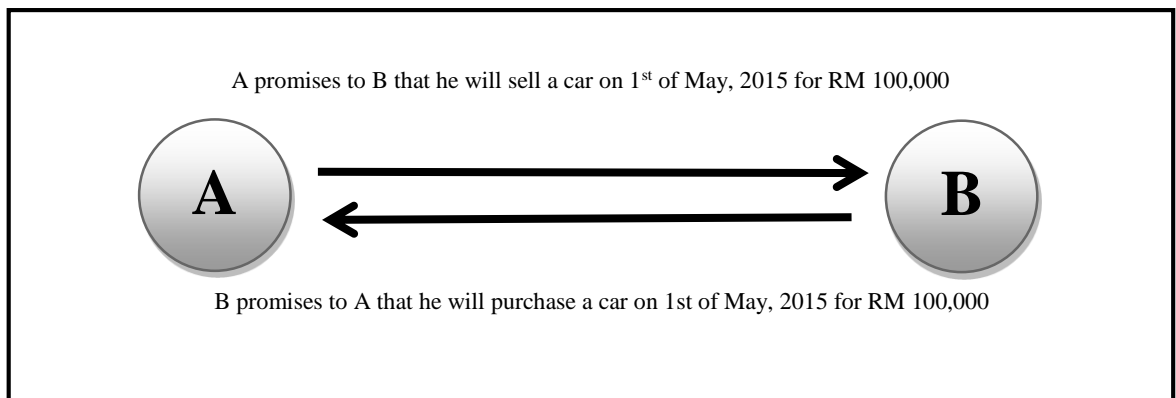 A promises to B that he will sell a car on 1st of May, 2015 for RM 100,000
A
B
B promises to A that he will purchase a car on 1st of May, 2015 for RM 100,000